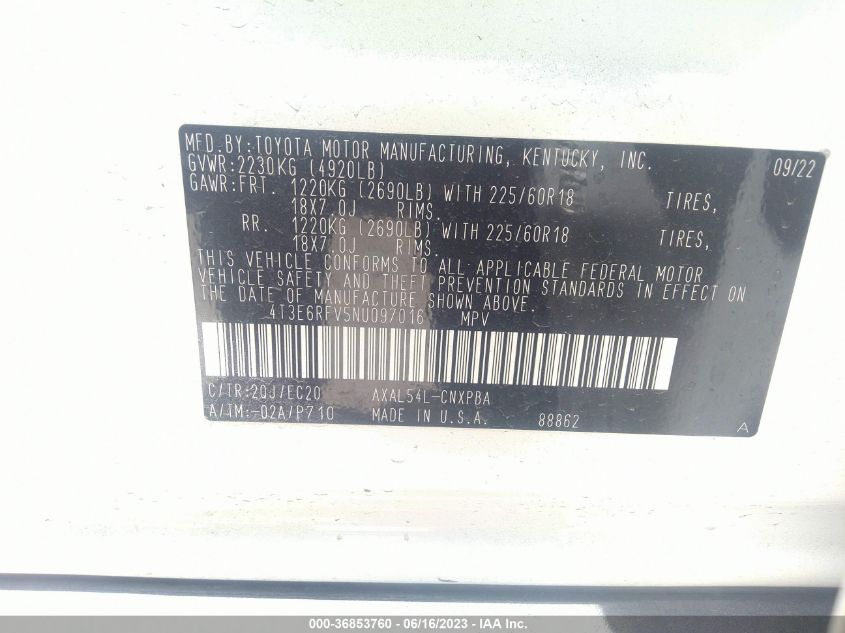 MFD.BY:TOYOTA MOTOR MANUFACTURING, KENTUCKY, INC. 09/22
GVWR:2230KG (4920LB)
GAWR:FRT. 1220KG (2690LB) WITH 225/60R18 TIRES,
18X7.0J RIMS.
RR. 1220KG (2690LB) WITH 225/60R18 TIRES,
18X7.0J RIMS.
THIS VEHICLE CONFORMS TO ALL APPLICABLE FEDERAL MOTOR
VEHICLE SAFETY AND THEFT PREVENTION STANDARDS IN EFFECT ON
THE DATE OF MANUFACTURE SHOWN ABOVE.
4T3E6RFV5NU097016 MPV
C/TR:2QJ/EC20 AXAL54L-CNXPBA
A/TM:-02A/P710 MADE IN U.S.A. 88862
A
000-36853760 - 06/16/2023 - IAA Inc.